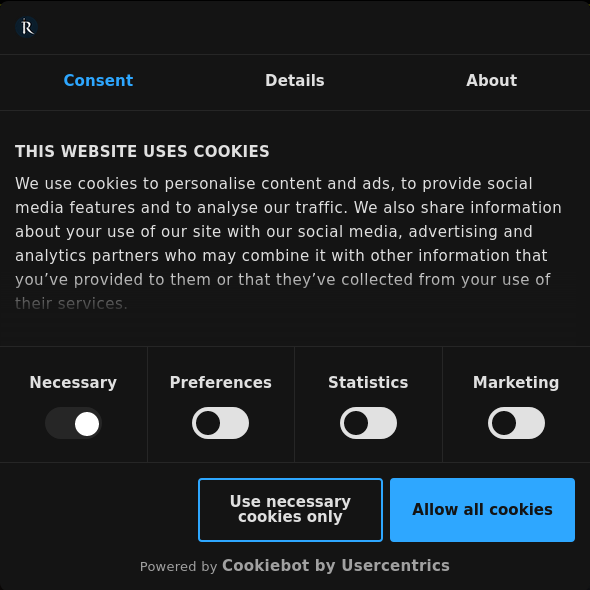 iR
Consent
Details
About
THIS WEBSITE USES COOKIES
We use cookies to personalise content and ads, to provide social
media features and to analyse our traffic. We also share information
about your use of our site with our social media, advertising and
analytics partners who may combine it with other information that
you’ve provided to them or that they’ve collected from your use of
their services.
Necessary
Preferences
Statistics
Marketing
Use necessary
cookies only
Allow all cookies
Powered by Cookiebot by Usercentrics